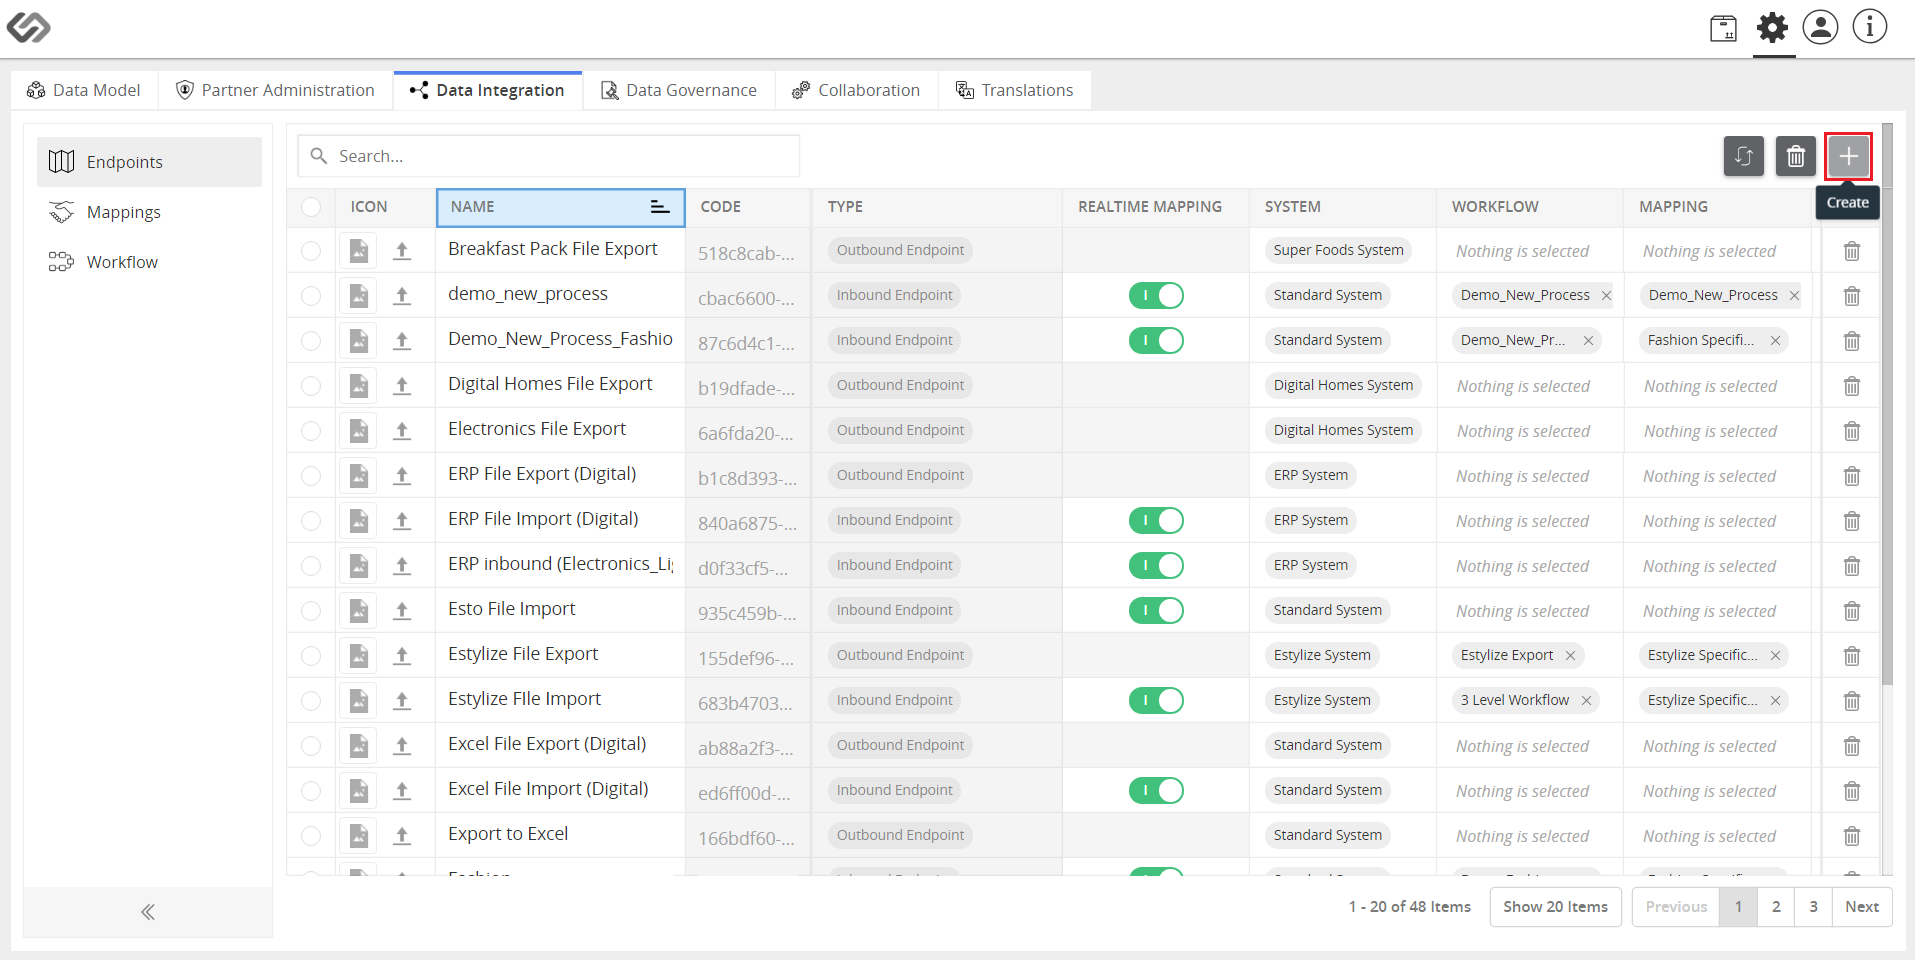 Data Model Partner Administration Data Integration Data Governance Collaboration Translations
Endpoints
Mappings
Workflow
Search...
Create
ICON NAME CODE TYPE REALTIME MAPPING SYSTEM WORKFLOW MAPPING
Breakfast Pack File Export 518c8cab-... Outbound Endpoint Super Foods System Nothing is selected Nothing is selected
demo_new_process cbac6600-... Inbound Endpoint Standard System Demo_New_Process Demo_New_Process
Demo_New_Process_Fashio 87c6d4c1-... Inbound Endpoint Standard System Demo_New_Pr... Fashion Specifi...
Digital Homes File Export b19dfade-... Outbound Endpoint Digital Homes System Nothing is selected Nothing is selected
Electronics File Export 6a6fda20-... Outbound Endpoint Digital Homes System Nothing is selected Nothing is selected
ERP File Export (Digital) b1c8d393-... Outbound Endpoint ERP System Nothing is selected Nothing is selected
ERP File Import (Digital) 840a6875-... Inbound Endpoint ERP System Nothing is selected Nothing is selected
ERP inbound (Electronics_Li d0f33cf5-... Inbound Endpoint ERP System Nothing is selected Nothing is selected
Esto File Import 935c459b-... Inbound Endpoint Standard System Nothing is selected Nothing is selected
Estylize File Export 155def96-... Outbound Endpoint Estylize System Estylize Export Estylize Specific...
Estylize FIle Import 683b4703... Inbound Endpoint Estylize System 3 Level Workflow Estylize Specific...
Excel File Export (Digital) ab88a2f3-... Outbound Endpoint Standard System Nothing is selected Nothing is selected
Excel File Import (Digital) ed6ff00d-... Inbound Endpoint Standard System Nothing is selected Nothing is selected
Export to Excel 166bdf60-... Outbound Endpoint Standard System Nothing is selected Nothing is selected
1 - 20 of 48 Items Show 20 Items Previous 1 2 3 Next